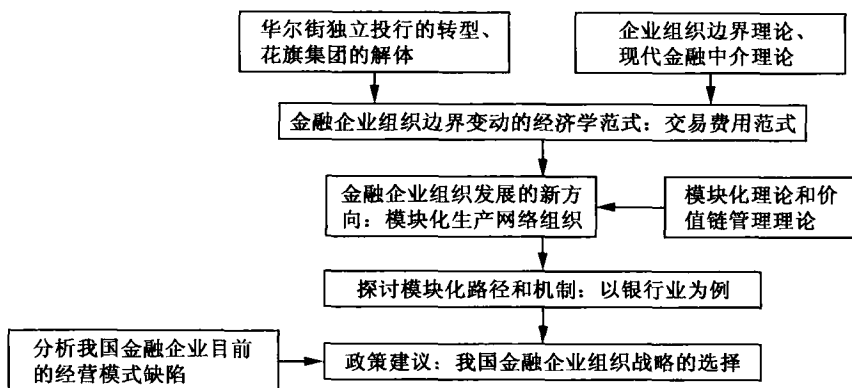 华尔街独立投行的转型、
花旗集团的解体
企业组织边界理论、
现代金融中介理论
金融企业组织边界变动的经济学范式：交易费用范式
金融企业组织发展的新方
向：模块化生产网络组织
模块化理论和价
值链管理理论
探讨模块化路径和机制：以银行业为例
分析我国金融企业目前
的经营模式缺陷
政策建议：我国金融企业组织战略的选择